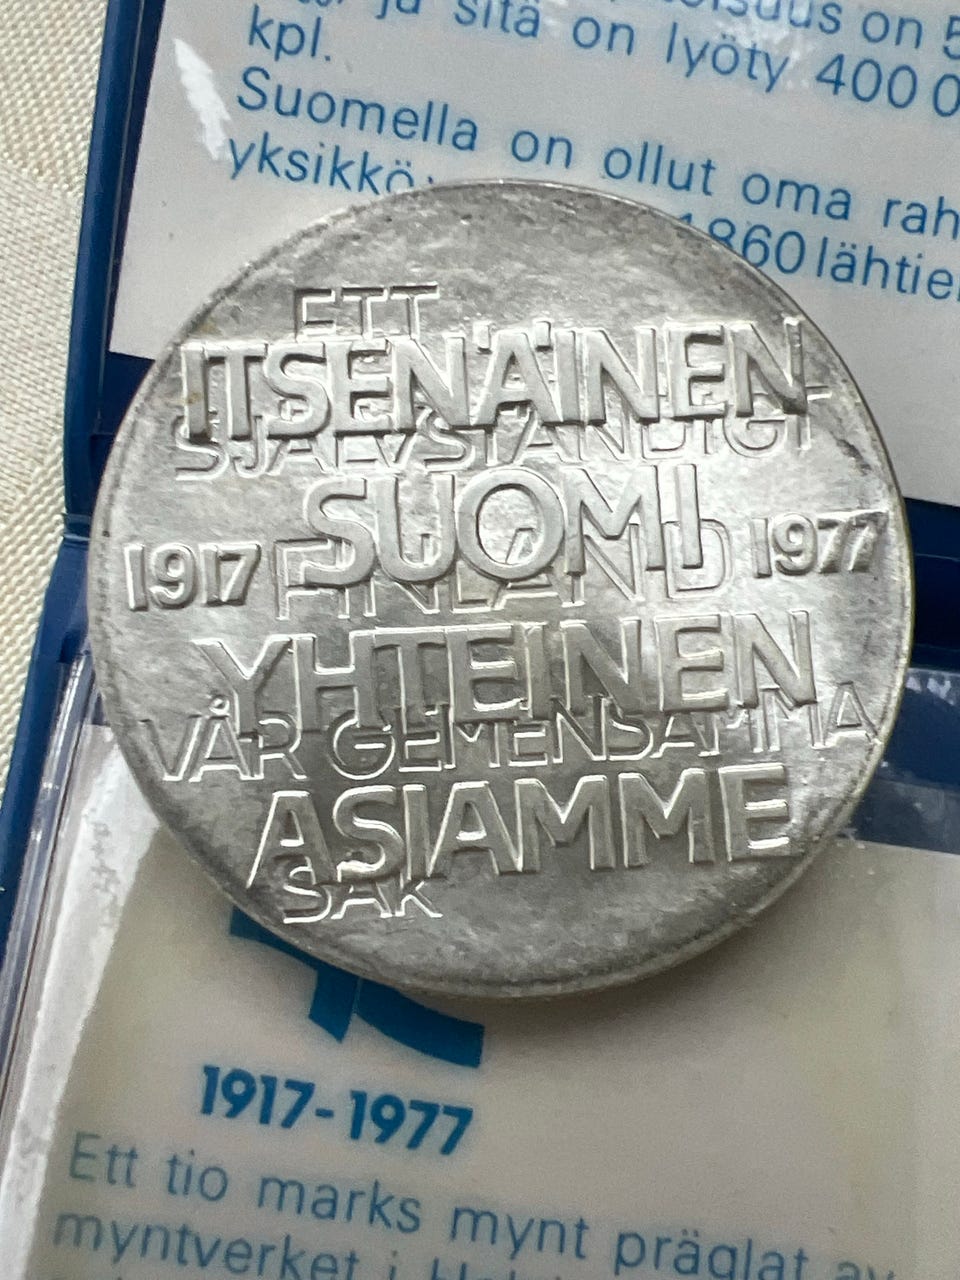 ja sitä on lyöty 400 0
kpl.
Suomella on ollut oma rah
yksikkö
1860 lähtien
ETT
ITSENÄINEN
SJÄLVSTÄNDIGT
SUOMI
1917 FINLAND 1977
YHTEINEN
VÅR GEMENSAMMA
ASIAMME
SAK
1917-1977
Ett tio marks mynt präglat av
myntverket i